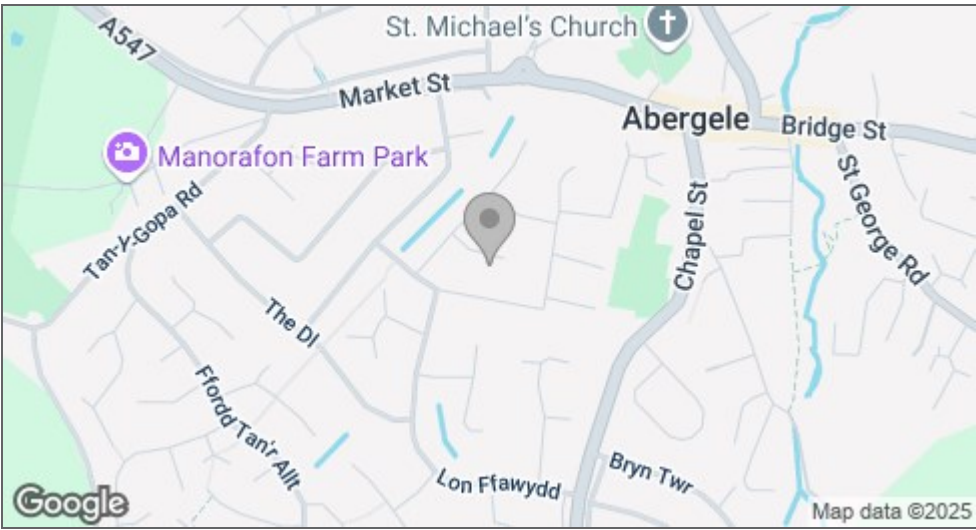 A547
St. Michael's Church
Market St
Abergele
Bridge St
Manorafon Farm Park
St George Rd
Tan-Y-Gopa Rd
Chapel St
The Dl
Ffordd Tan'r Allt
Lon Ffawydd
Bryn Twr
Google
Map data ©2025